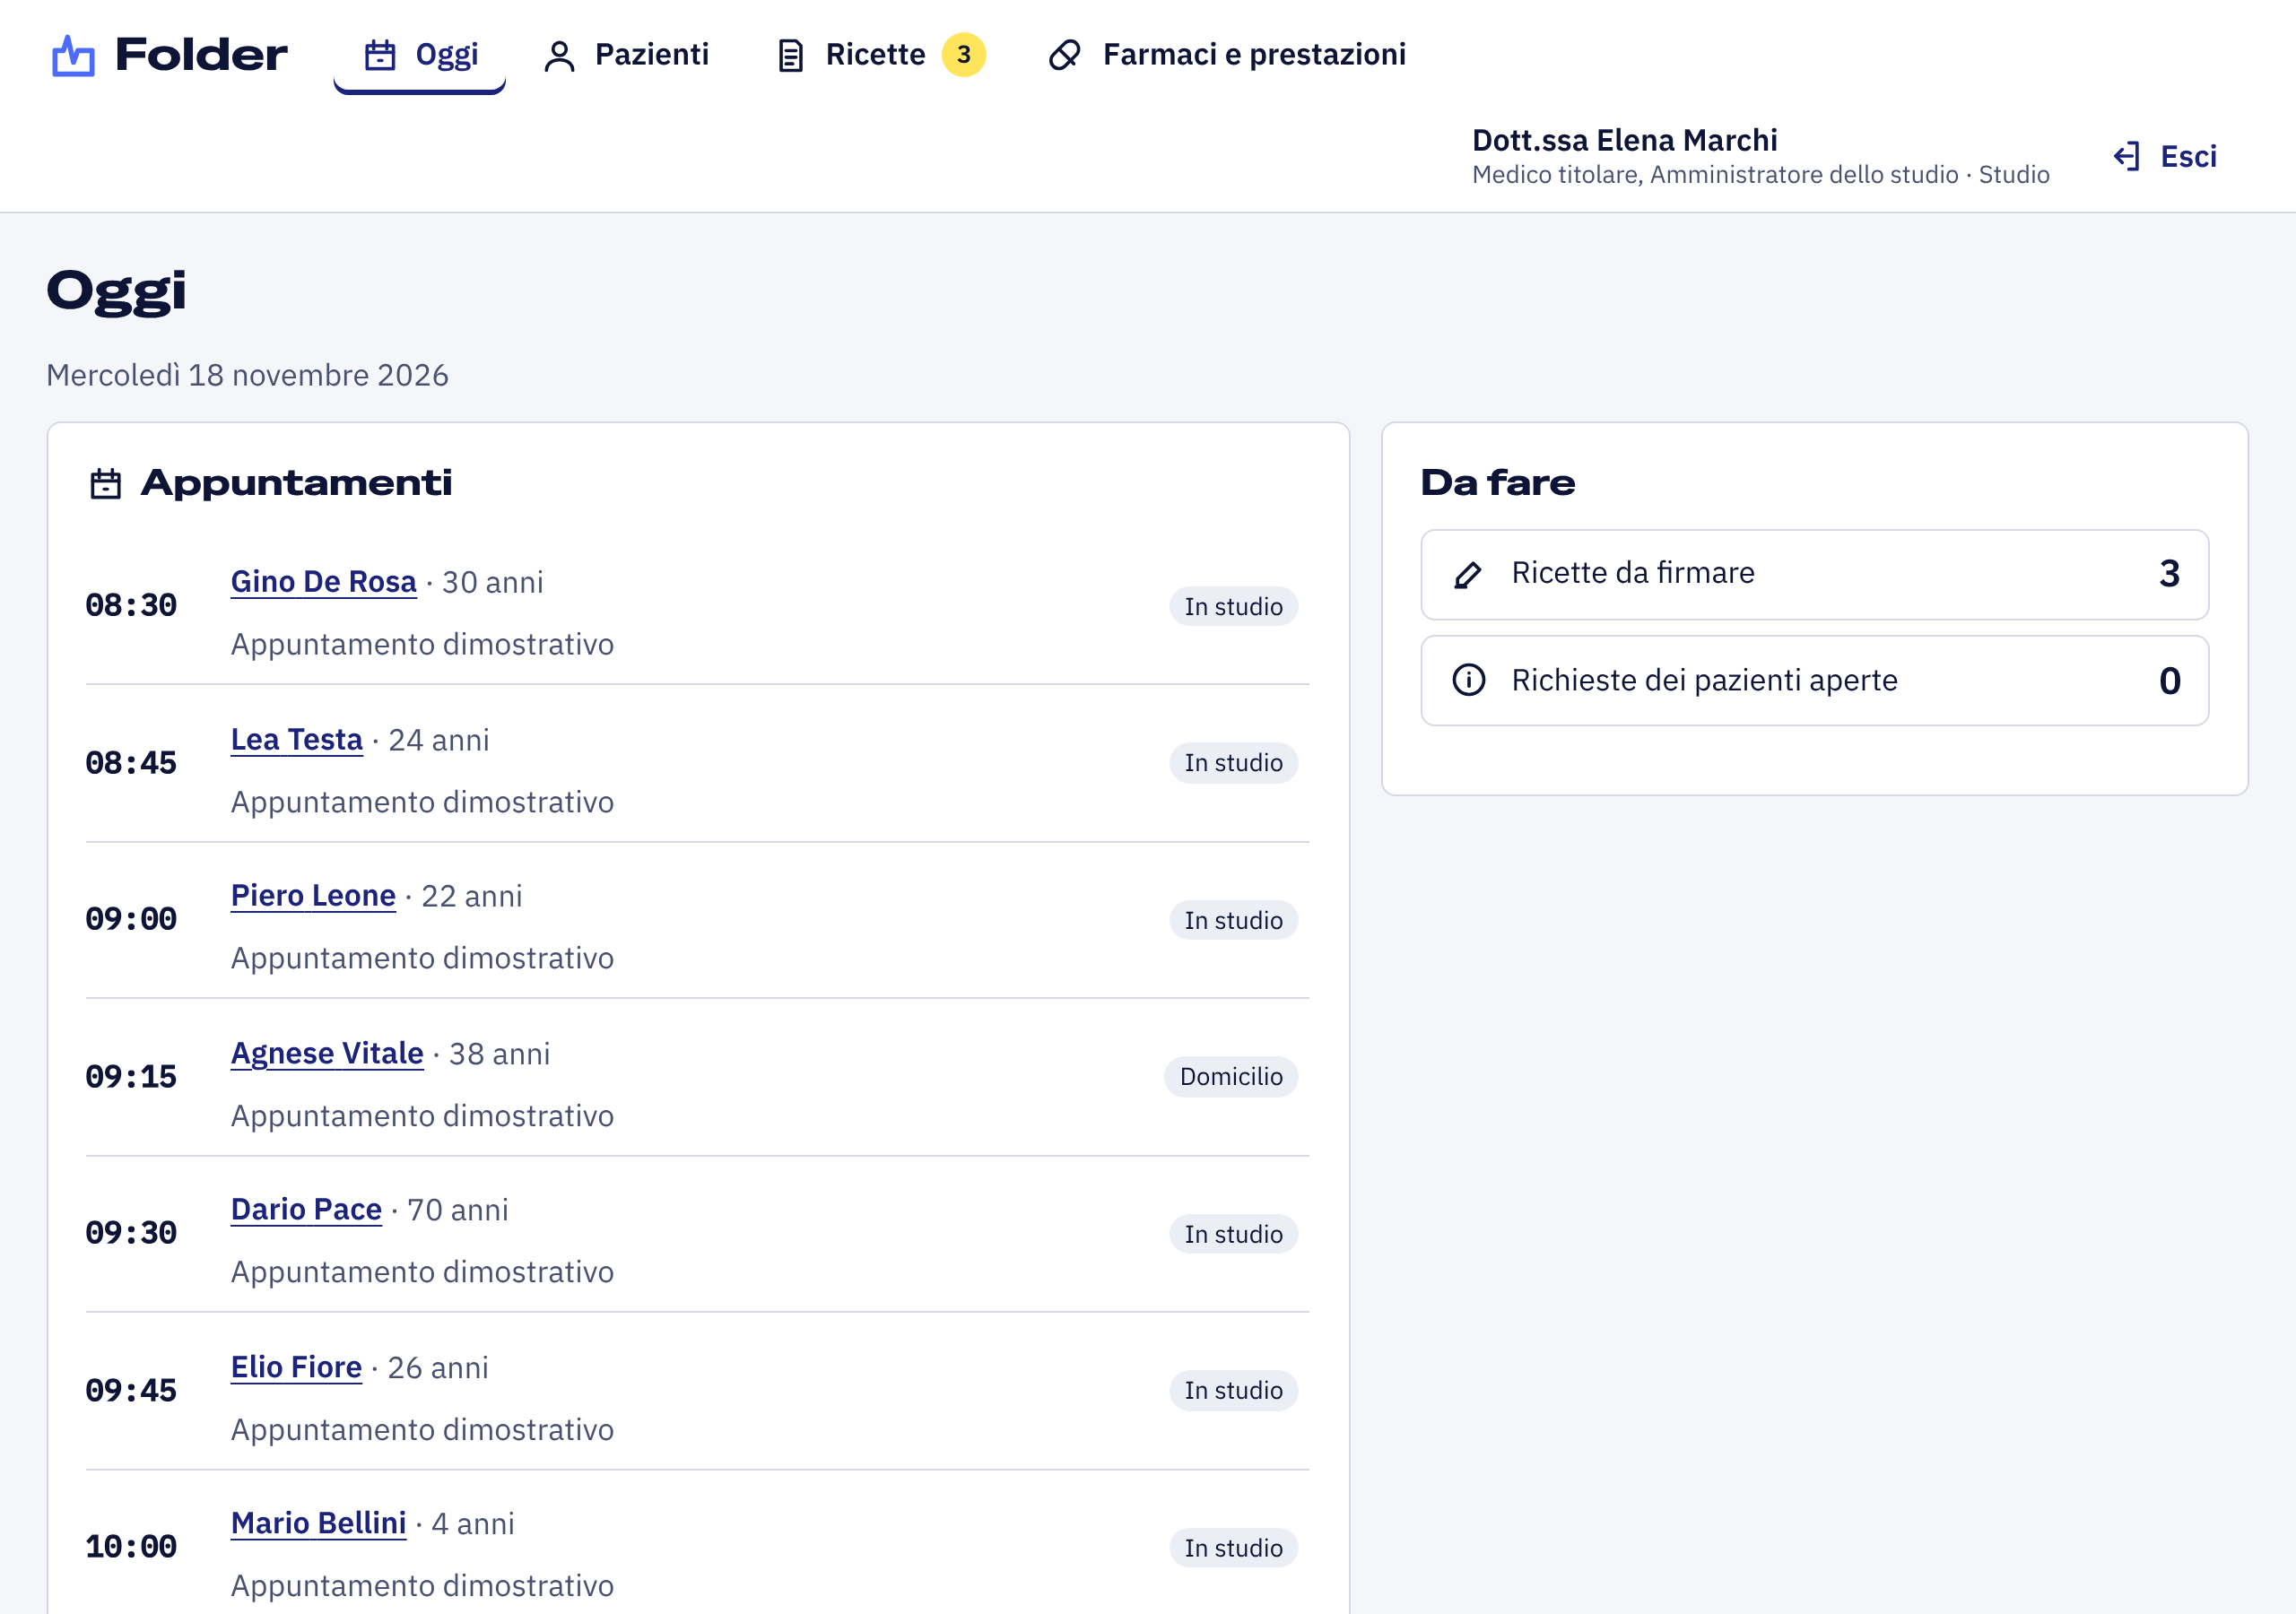 Folder
Oggi
Pazienti
Ricette 3
Farmaci e prestazioni
Dott.ssa Elena Marchi
Medico titolare, Amministratore dello studio · Studio
Esci
Oggi
Mercoledì 18 novembre 2026
Appuntamenti
08:30
Gino De Rosa · 30 anni
Appuntamento dimostrativo
In studio
08:45
Lea Testa · 24 anni
Appuntamento dimostrativo
In studio
09:00
Piero Leone · 22 anni
Appuntamento dimostrativo
In studio
09:15
Agnese Vitale · 38 anni
Appuntamento dimostrativo
Domicilio
09:30
Dario Pace · 70 anni
Appuntamento dimostrativo
In studio
09:45
Elio Fiore · 26 anni
Appuntamento dimostrativo
In studio
10:00
Mario Bellini · 4 anni
Appuntamento dimostrativo
In studio
Da fare
Ricette da firmare 3
Richieste dei pazienti aperte 0